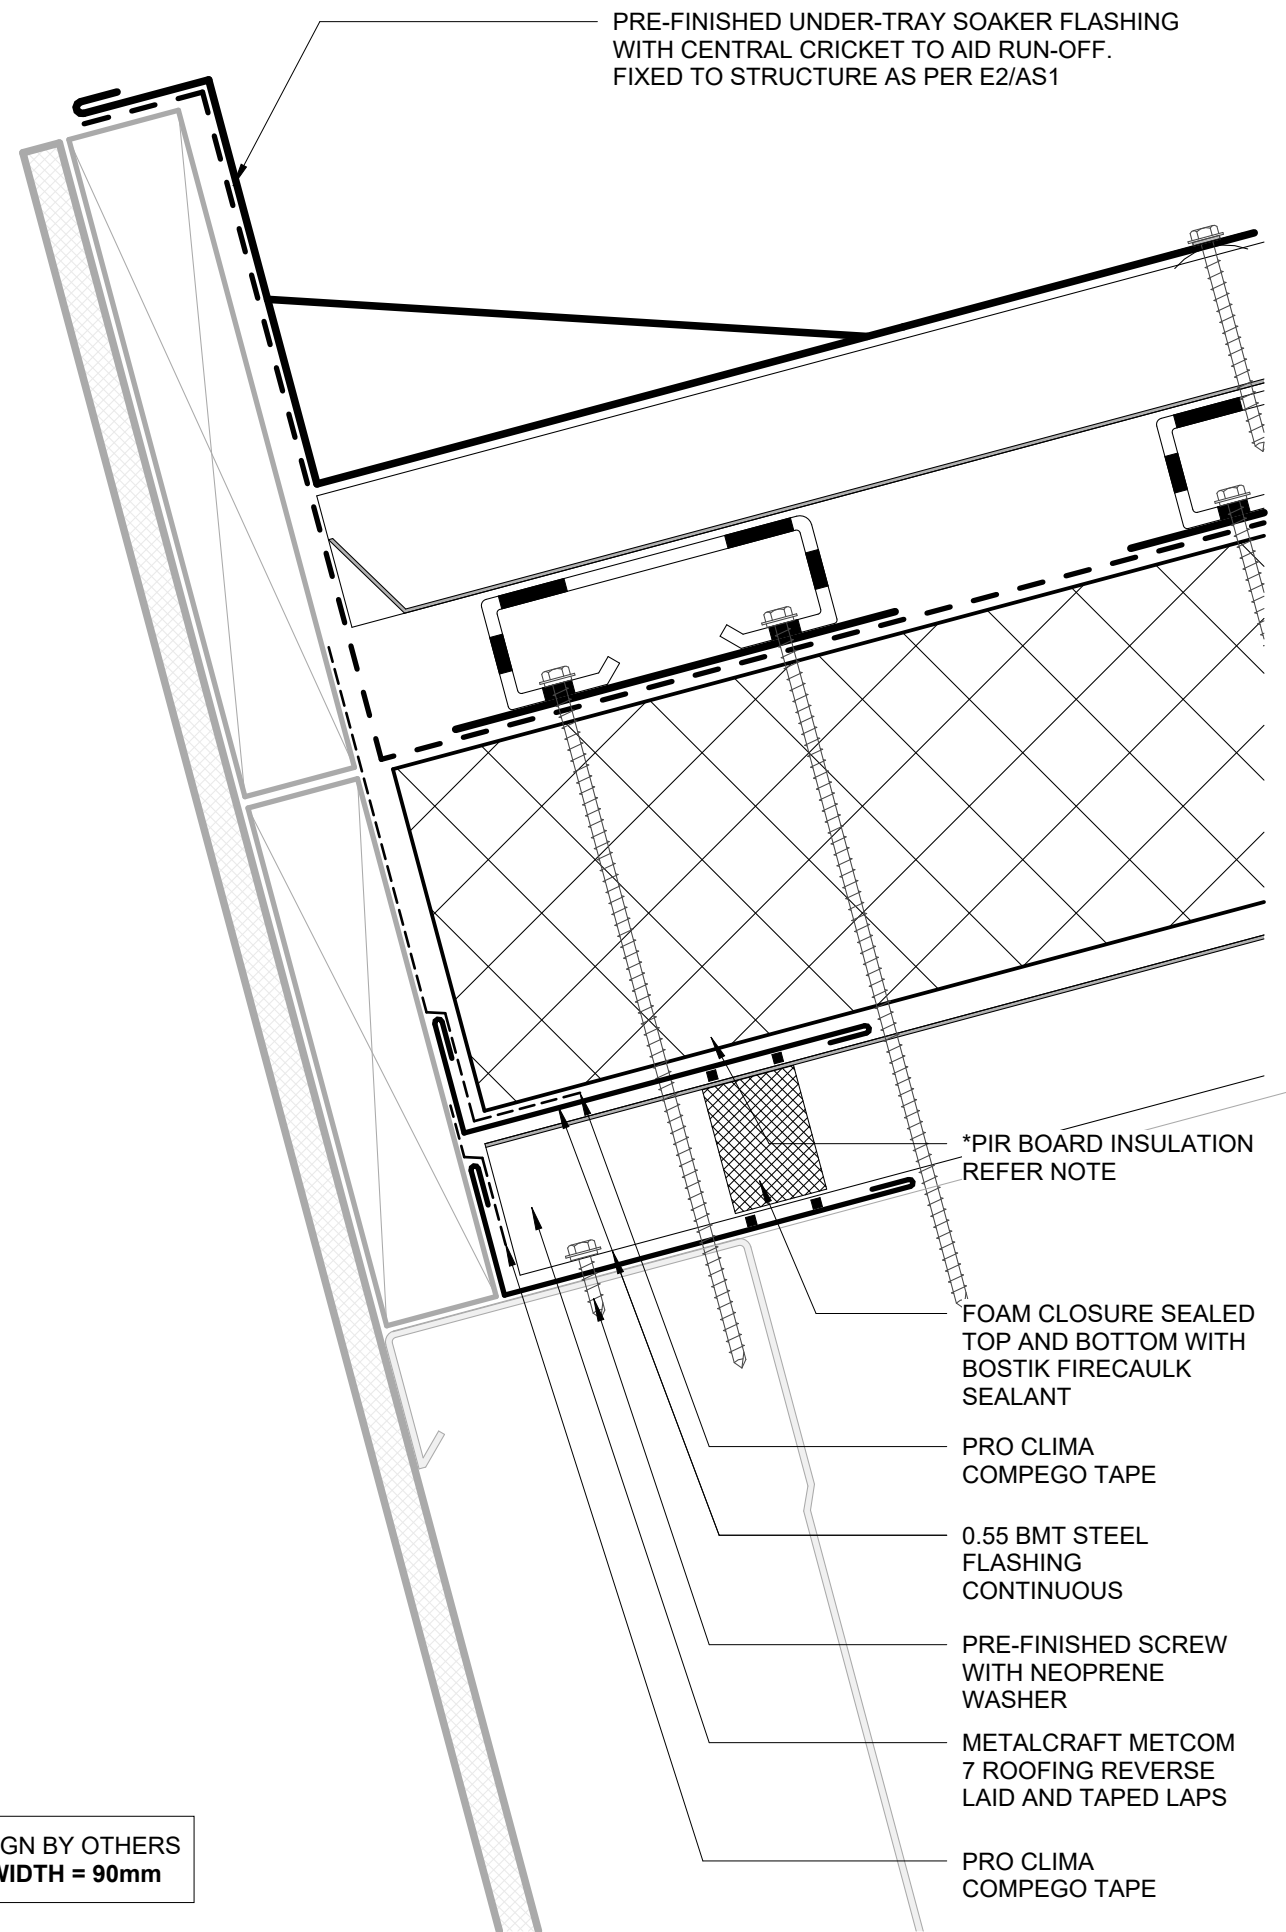 PRE-FINISHED UNDER-TRAY SOAKER FLASHING
WITH CENTRAL CRICKET TO AID RUN-OFF.
FIXED TO STRUCTURE AS PER E2/AS1
*PIR BOARD INSULATION
REFER NOTE
FOAM CLOSURE SEALED
TOP AND BOTTOM WITH
BOSTIK FIRECAULK
SEALANT
PRO CLIMA
COMPEGO TAPE
0.55 BMT STEEL
FLASHING
CONTINUOUS
PRE-FINISHED SCREW
WITH NEOPRENE
WASHER
METALCRAFT METCOM
7 ROOFING REVERSE
LAID AND TAPED LAPS
PRO CLIMA
COMPEGO TAPE
GN BY OTHERS
WIDTH = 90mm